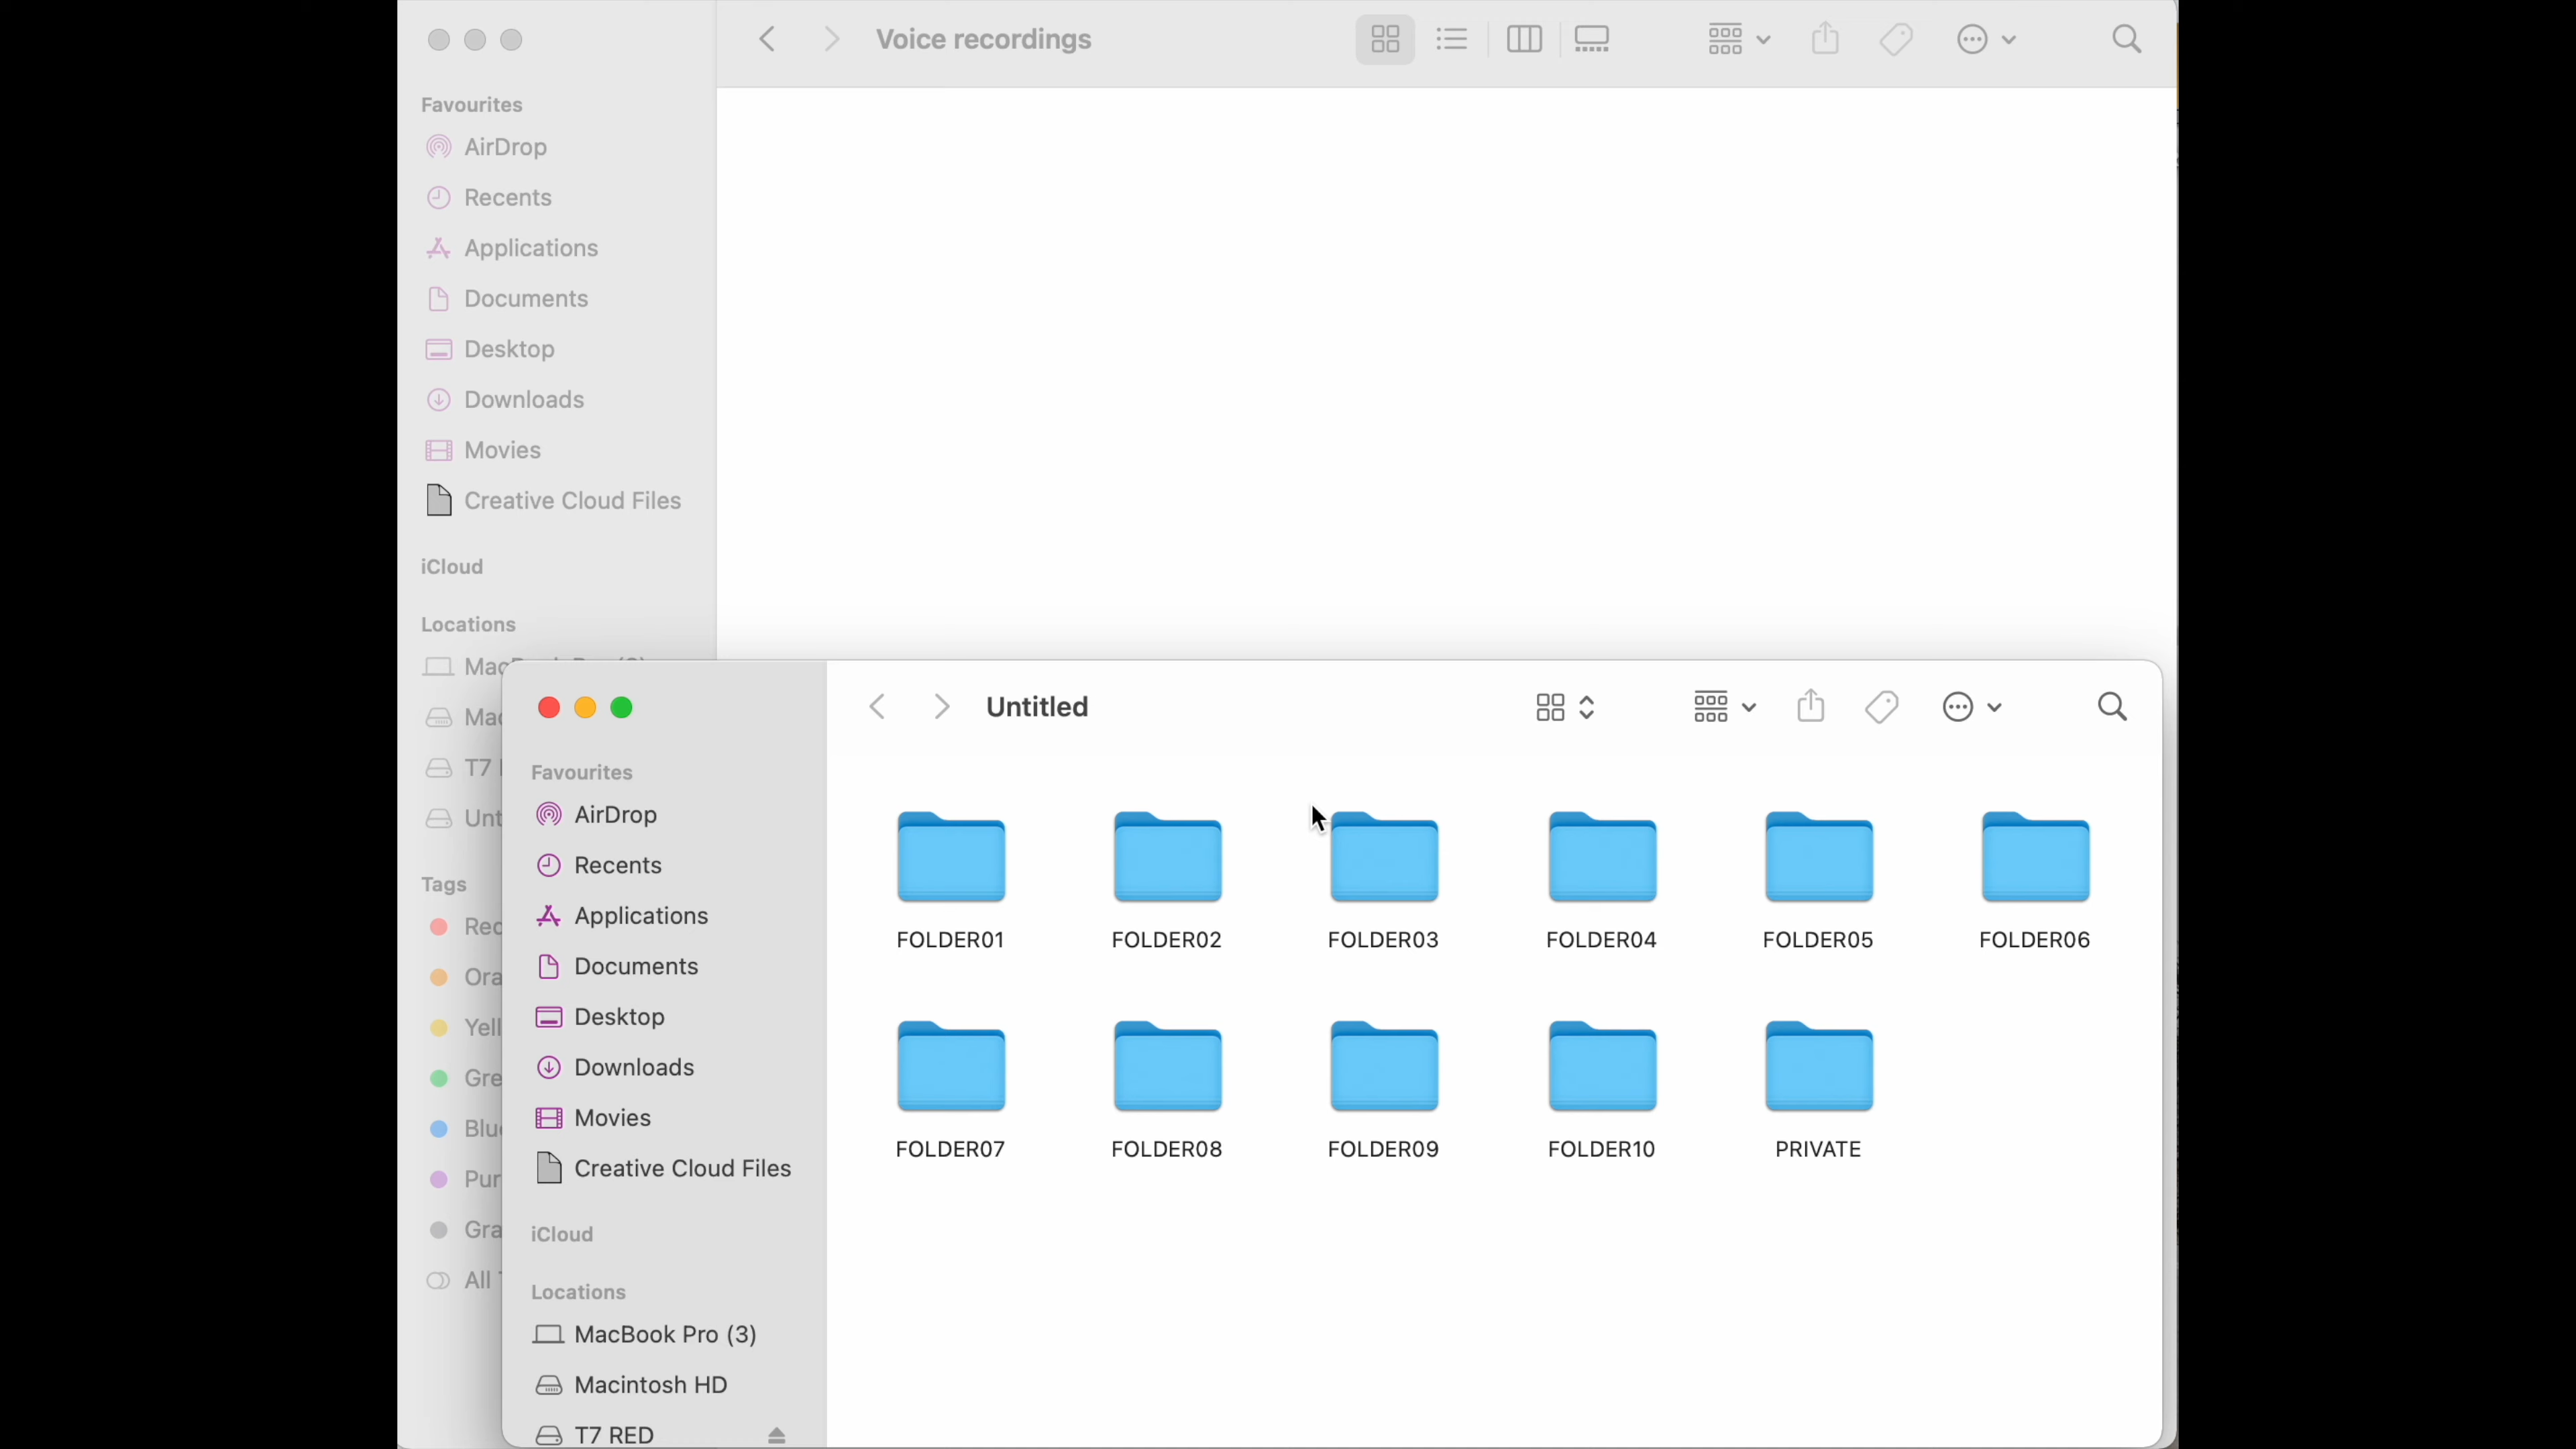 Voice recordings
Favourites
AirDrop
Recents
Applications
Documents
Desktop
Downloads
Movies
Creative Cloud Files
iCloud
Locations
T7
Tags
All
Untitled
Favourites
AirDrop
Recents
Applications
Documents
Desktop
Downloads
Movies
Creative Cloud Files
iCloud
Locations
MacBook Pro (3)
Macintosh HD
T7 RED
FOLDER01 FOLDER02 FOLDER03 FOLDER04 FOLDER05 FOLDER06
FOLDER07 FOLDER08 FOLDER09 FOLDER10 PRIVATE